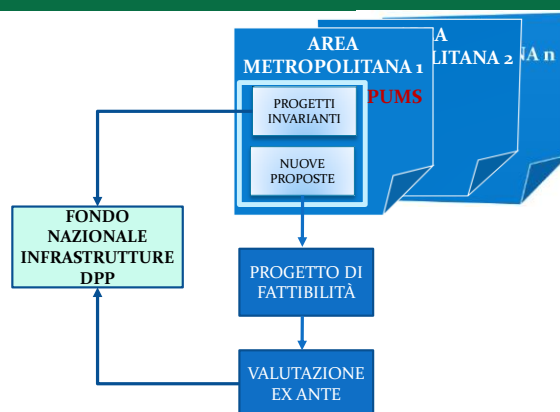 AREA
METROPOLITANA 1
A
LITANA 2
NA n
PROGETTI
INVARIANTI
PUMS
NUOVE
PROPOSTE
FONDO
NAZIONALE
INFRASTRUTTURE
DPP
PROGETTO DI
FATTIBILITÀ
VALUTAZIONE
EX ANTE